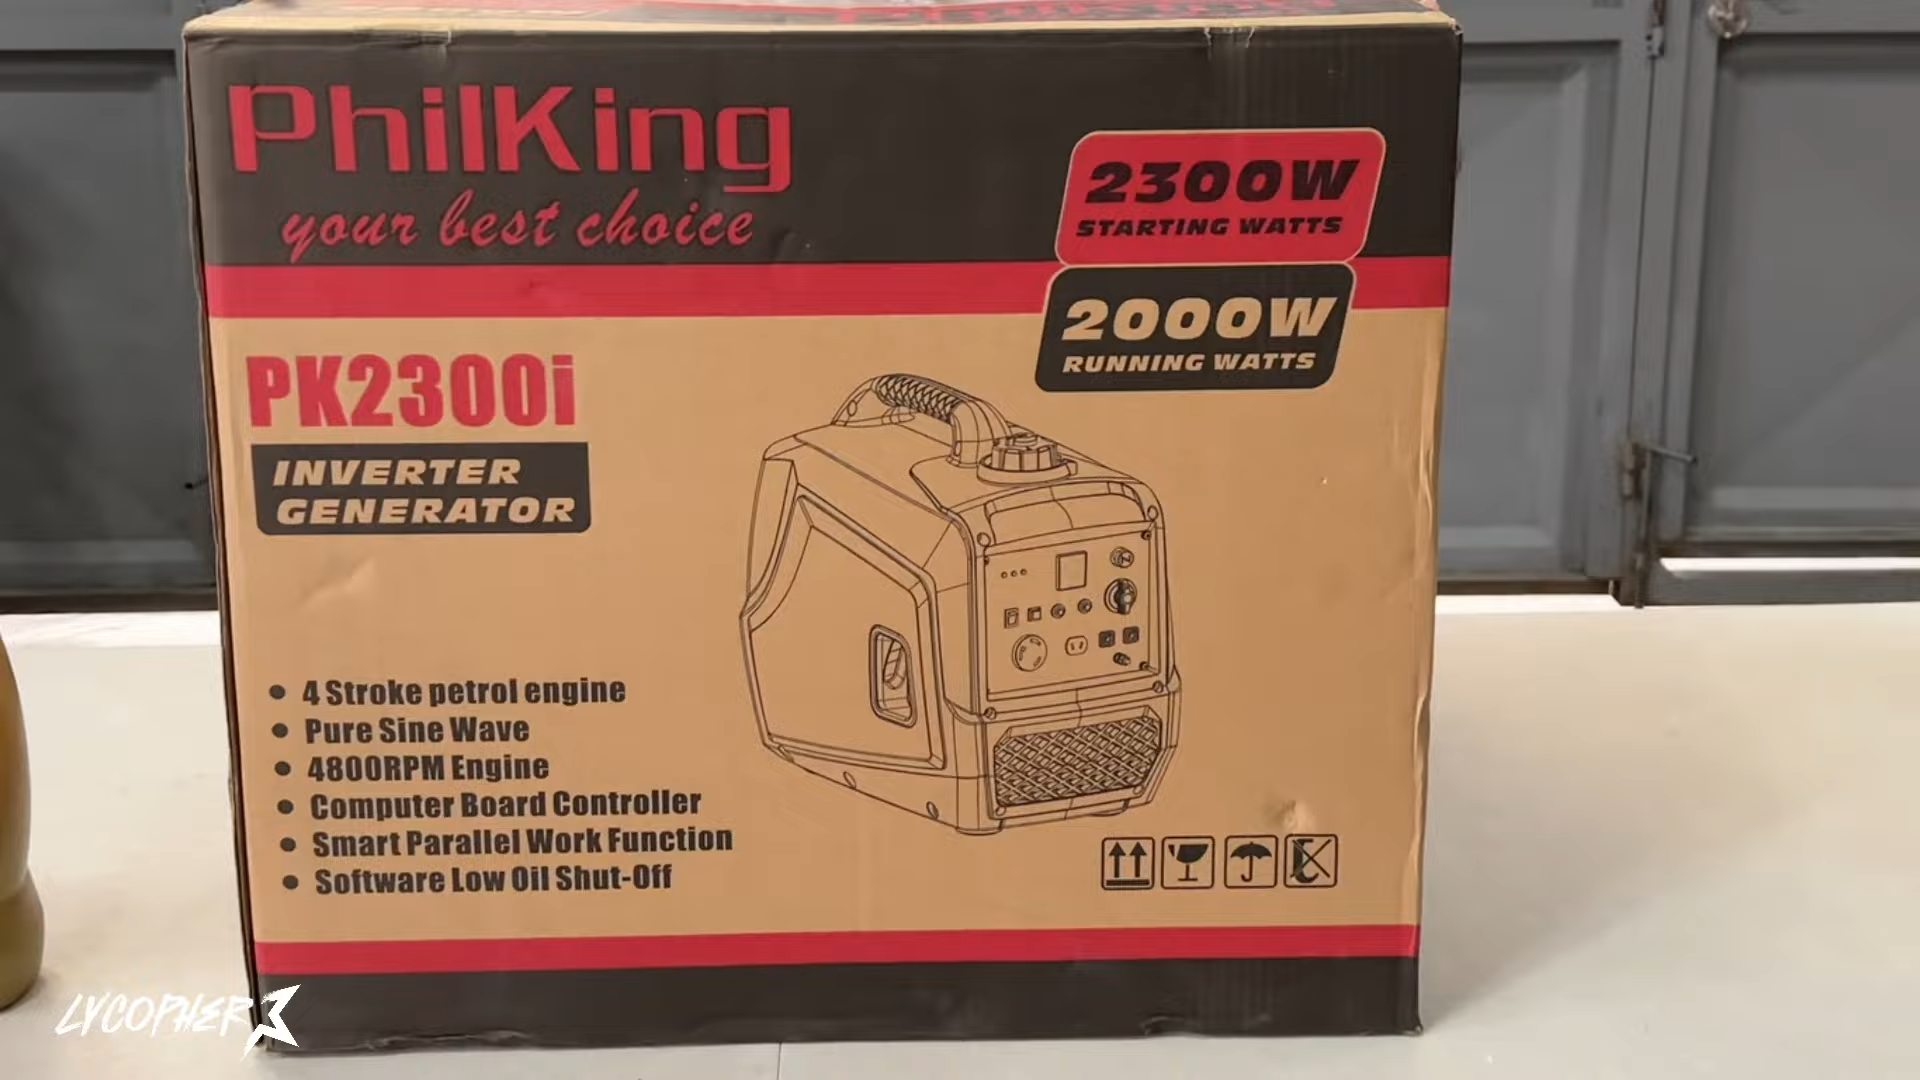 PhilKing
your best choice
2300W
STARTING WATTS
2000W
RUNNING WATTS
PK2300i
INVERTER
GENERATOR
• 4 Stroke petrol engine
• Pure Sine Wave
• 4800RPM Engine
• Computer Board Controller
• Smart Parallel Work Function
• Software Low Oil Shut-Off
LYCOPHER